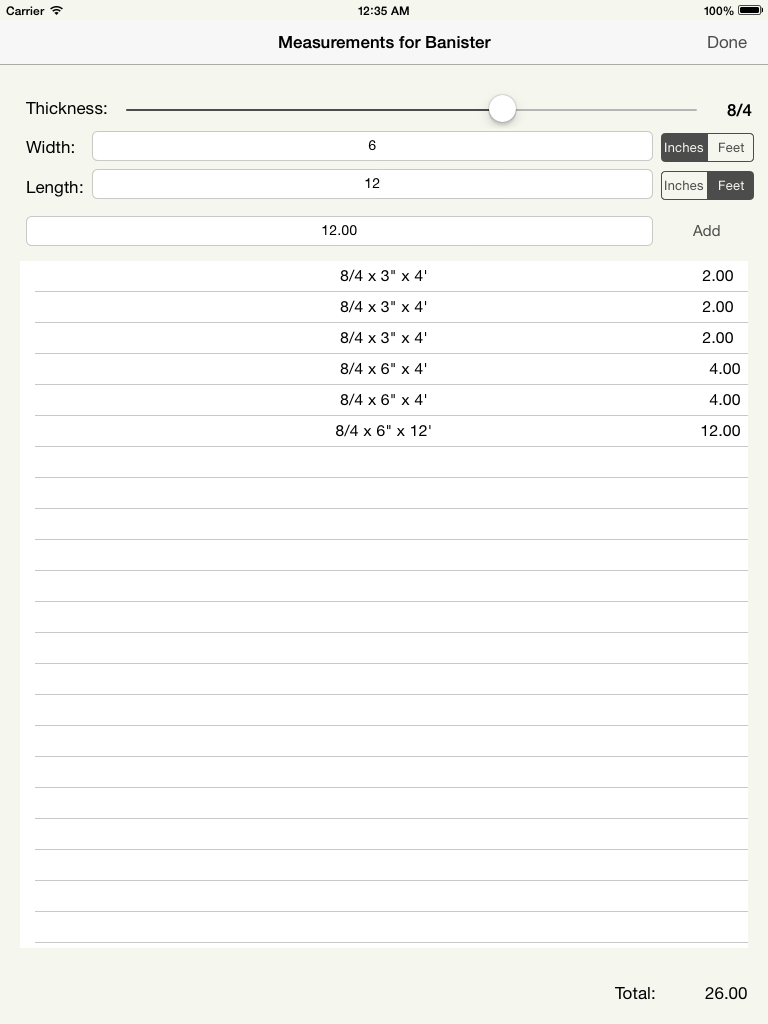 Carrier 12:35 AM 100%
Measurements for Banister Done
Thickness: 8/4
Width: 6 Inches Feet
Length: 12 Inches Feet
12.00 Add
8/4 x 3" x 4' 2.00
8/4 x 3" x 4' 2.00
8/4 x 3" x 4' 2.00
8/4 x 6" x 4' 4.00
8/4 x 6" x 4' 4.00
8/4 x 6" x 12' 12.00
Total: 26.00